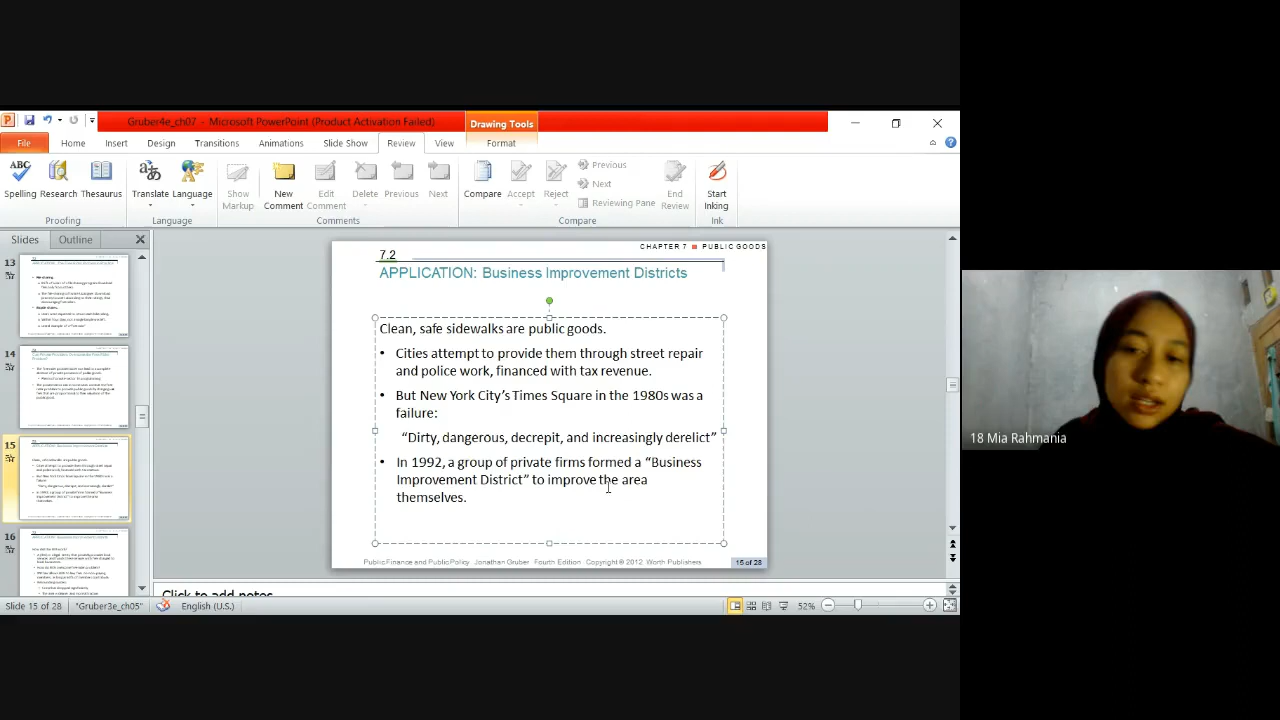 Gruber4e_ch07 - Microsoft PowerPoint (Product Activation Failed)
Drawing Tools
File Home Insert Design Transitions Animations Slide Show Review View Format
Spelling Research Thesaurus
Translate Language
Show Markup
New Comment
Edit Comment
Delete Previous Next
Compare Accept Reject
Previous
Next
Reviewing Pane
End Review
Start Inking
Proofing Language Comments Compare Ink
Slides Outline
13
14
15
16
CHAPTER 7 ■ PUBLIC GOODS
7.2
APPLICATION: Business Improvement Districts
Clean, safe sidewalks are public goods.
• Cities attempt to provide them through street repair
and police work, financed with tax revenue.
• But New York City’s Times Square in the 1980s was a
failure:
“Dirty, dangerous, decrepit, and increasingly derelict”
• In 1992, a group of private firms formed a “Business
Improvement District” to improve the area
themselves.
Public Finance and Public Policy Jonathan Gruber Fourth Edition Copyright © 2012 Worth Publishers
15 of 28
Click to add notes
Slide 15 of 28 "Gruber3e_ch05" English (U.S.) 52%
18 Mia Rahmania